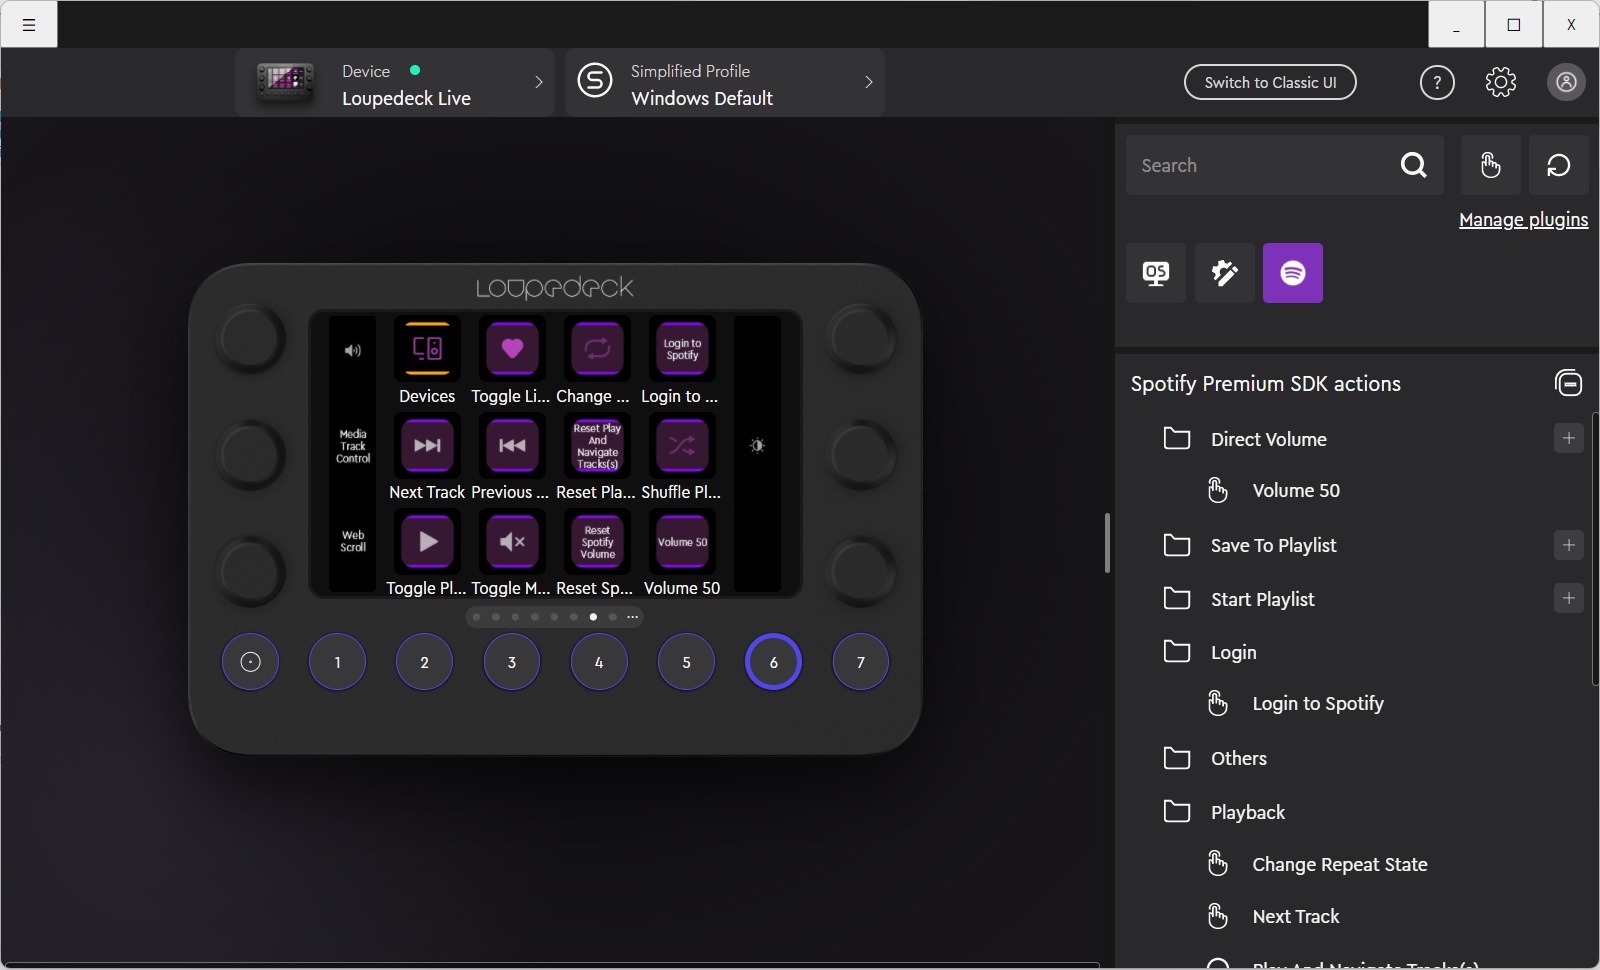 Device
Loupedeck Live
Simplified Profile
Windows Default
Switch to Classic UI
?
Search
Manage plugins
OS
Loupedeck
Login to
Spotify
Devices
Toggle Li...
Change ...
Login to ...
Media
Track
Control
Reset Play
And
Navigate
Tracks(s)
Next Track
Previous ...
Reset Pla...
Shuffle Pl...
Web
Scroll
Reset
Spotify
Volume
Volume 50
Toggle Pl...
Toggle M...
Reset Sp...
Volume 50
1
2
3
4
5
6
7
Spotify Premium SDK actions
Direct Volume
Volume 50
Save To Playlist
Start Playlist
Login
Login to Spotify
Others
Playback
Change Repeat State
Next Track
Play And Navigate Tracks(s)